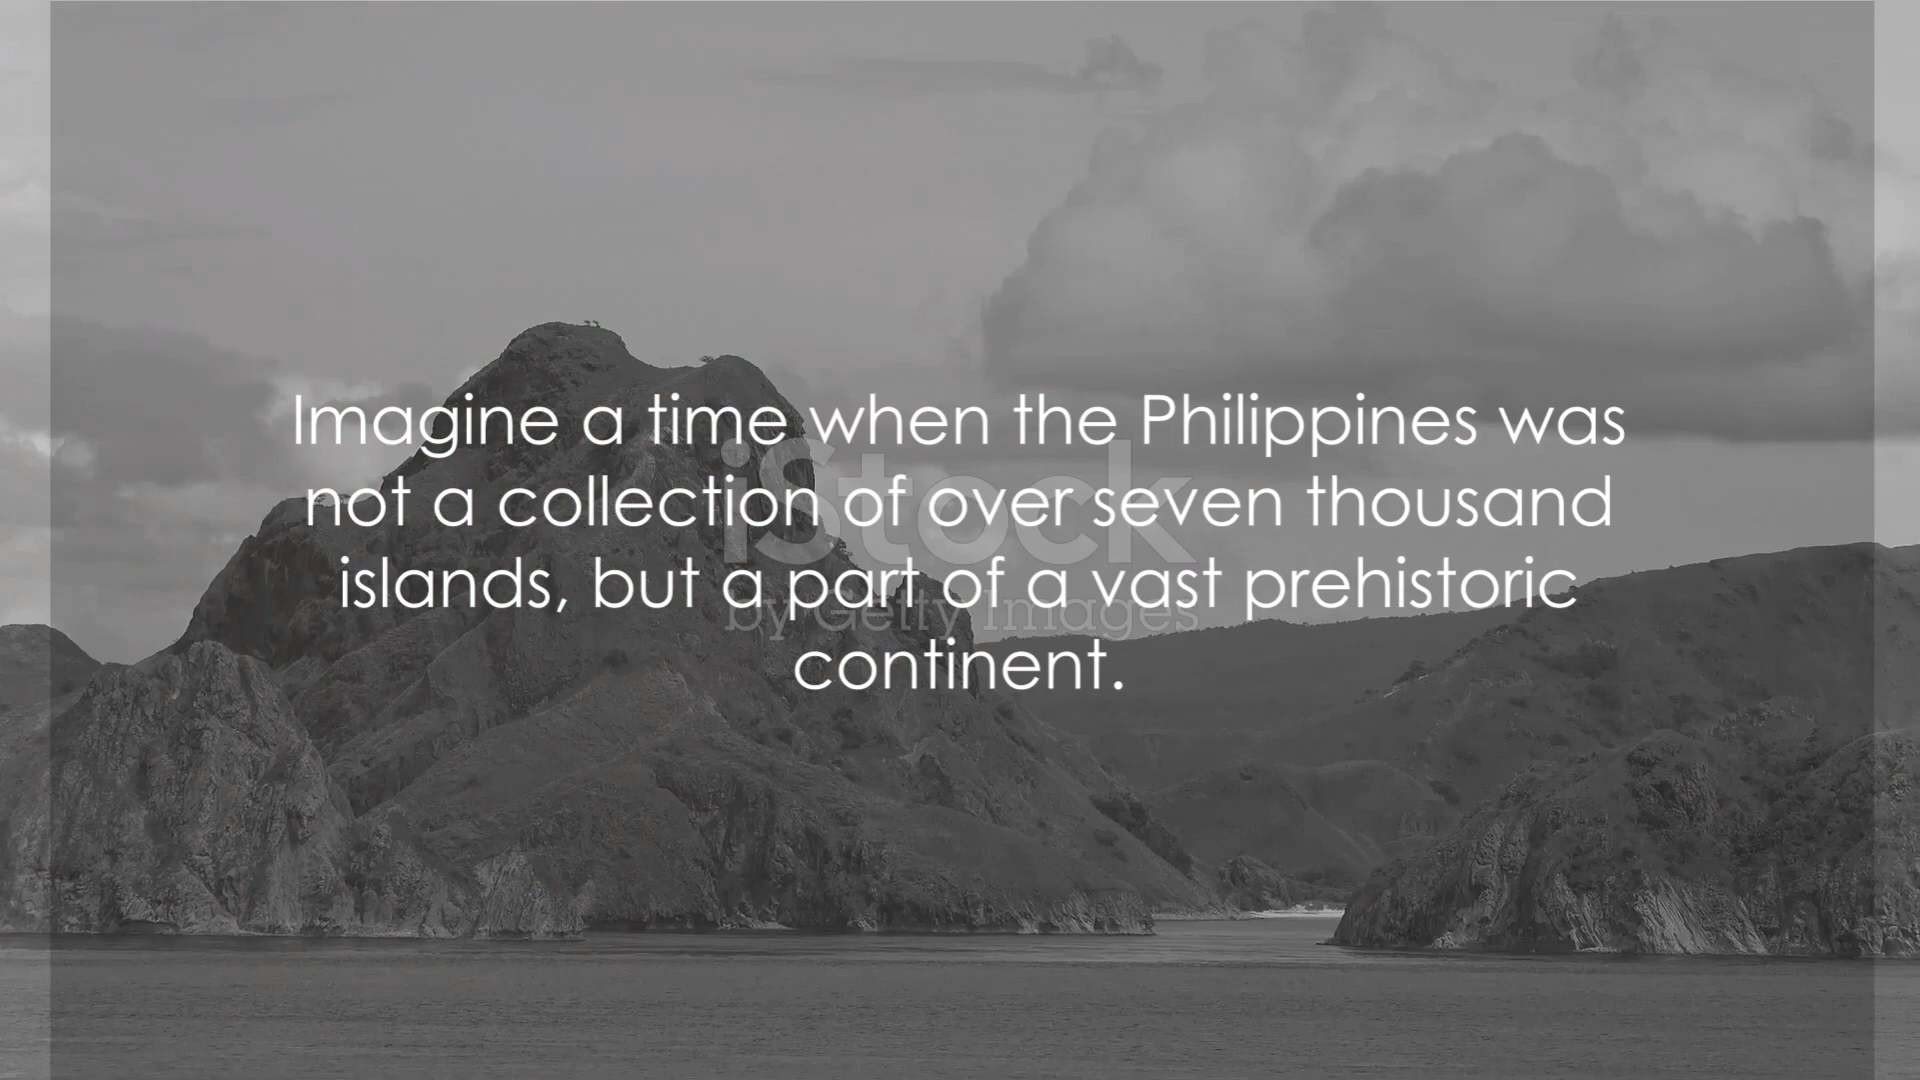 Imagine a time when the Philippines was
not a collection of over seven thousand
islands, but a part of a vast prehistoric
continent.
iStock
by Getty Images